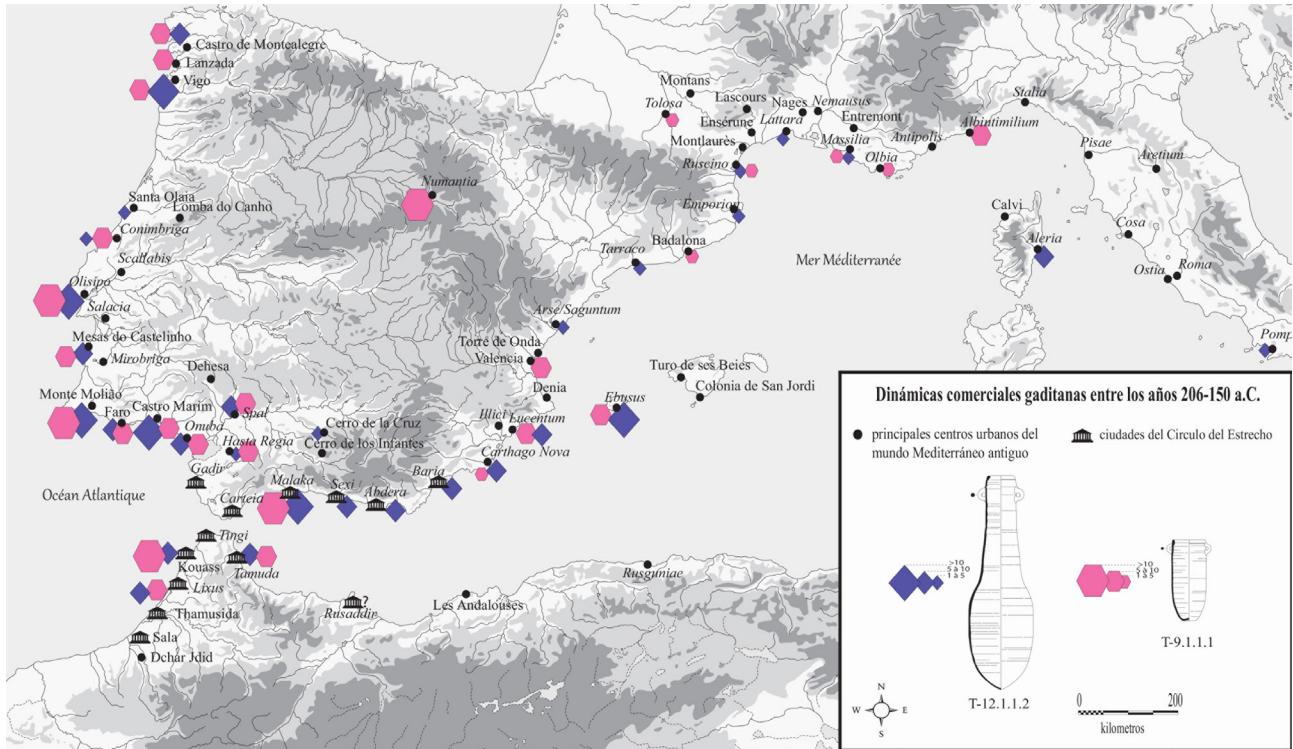 Castro de Montealegre
Lanzada
Vigo
Montans
Tolosa
Lascours
Ensérune
Montlaurès
Ruscino
Nages
Nemausus
Lattara
Entremont
Massilia
Antipolis
Olbia
Albintimilium
Stalia
Pisae
Aretium
Numantia
Emporion
Badalona
Tarraco
Mer Méditerranée
Calvi
Aleria
Cosa
Ostia
Roma
Pomp
Santa Olaia
Lomba do Canho
Conimbriga
Scallabis
Olisipo
Salacia
Mesas do Castelinho
Mirobriga
Dehesa
Arse/Saguntum
Torre de Onda
Valencia
Denia
Turo de ses Beies
Colonia de San Jordi
Ebusus
Monte Molião
Faro
Castro Marim
Onuba
Spal
Hasta Regia
Cerro de la Cruz
Cerro de los Infantes
Illici
Lucentum
Carthago Nova
Océan Atlantique
Gadir
Carteia
Malaka
Sexi
Abdera
Baria
Tingi
Kouass
Tamuda
Lixus
Thamusida
Sala
Dchar Jdid
Rusaddir
?
Les Andalouses
Rusguniae
Dinámicas comerciales gaditana entre los años 206-150 a.C.
principales centros urbanos del
mundo Mediterráneo antiguo
ciudades del Circulo del Estrecho
>10
5 à 10
1 à 5
T-12.1.1.2
>10
5 à 10
1 à 5
T-9.1.1.1
N
W E
S
0 200
kilometros